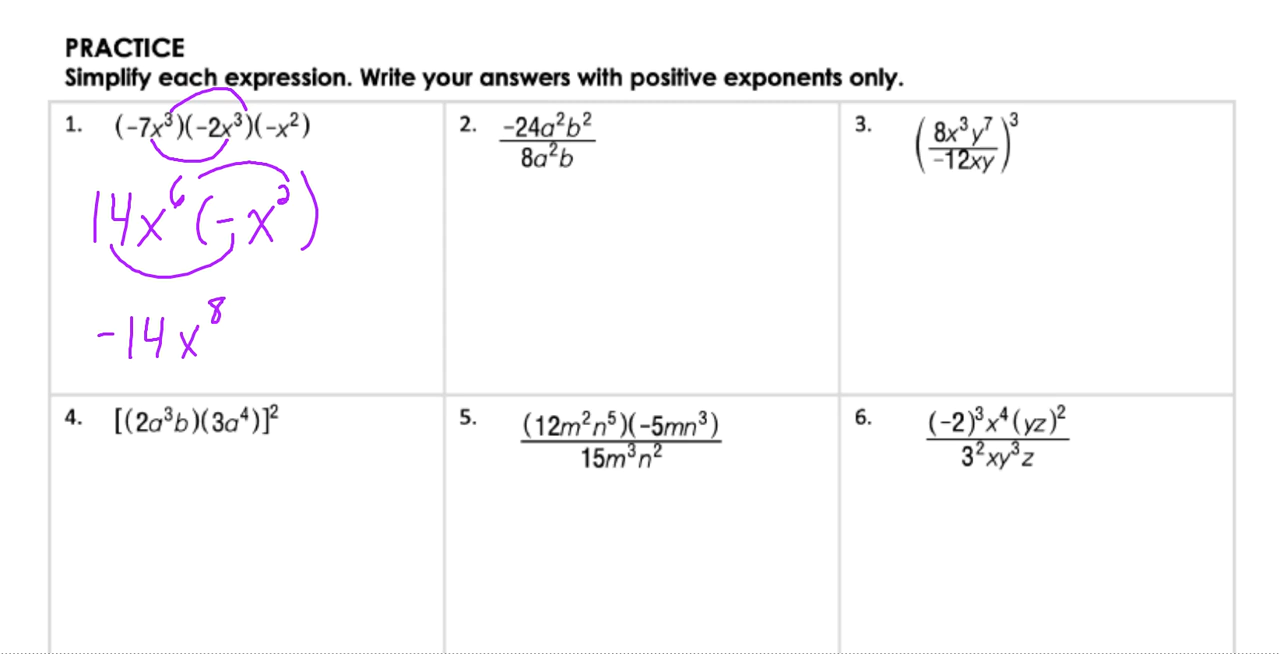 PRACTICE
Simplify each expression. Write your answers with positive exponents only.
1. (-7x³)(-2x³)(-x²)
14x⁶(-x²)
-14x⁸
2. -24a²b²
8a²b
3. (8x³y⁷
-12xy)³
4. [(2a³b)(3a⁴)]²
5. (12m²n⁵)(-5mn³)
15m³n²
6. (-2)³x⁴(yz)²
3²xy³z